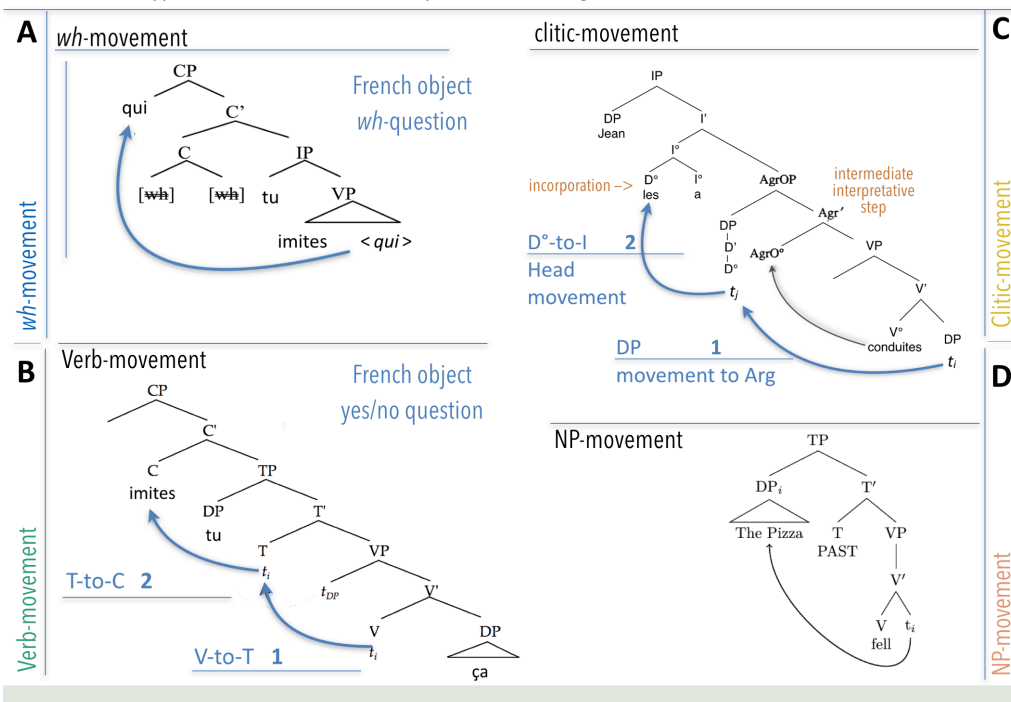 A
wh-movement
French object
wh-question
CP
qui
C'
C
IP
[wh]
[wh]
tu
VP
imites
<qui>
wh-movement
C
clitic-movement
IP
DP
Jean
I'
I°
D°
les
I°
a
incorporation –>
AgrOP
intermediate
interpretative
step
DP
Agr′
D'
AgrO°
VP
D°
tj
D°-to-I 2
Head
movement
V'
V°
conduites
DP
ti
DP 1
movement to Arg
Clitic-movement
B
Verb-movement
French object
yes/no question
CP
C'
C
imites
TP
DP
tu
T'
T
ti
VP
tDP
V'
T-to-C 2
V
ti
DP
ça
V-to-T 1
Verb-movement
D
NP-movement
TP
DPi
T′
The Pizza
T
PAST
VP
V′
V
fell
ti
NP-movement